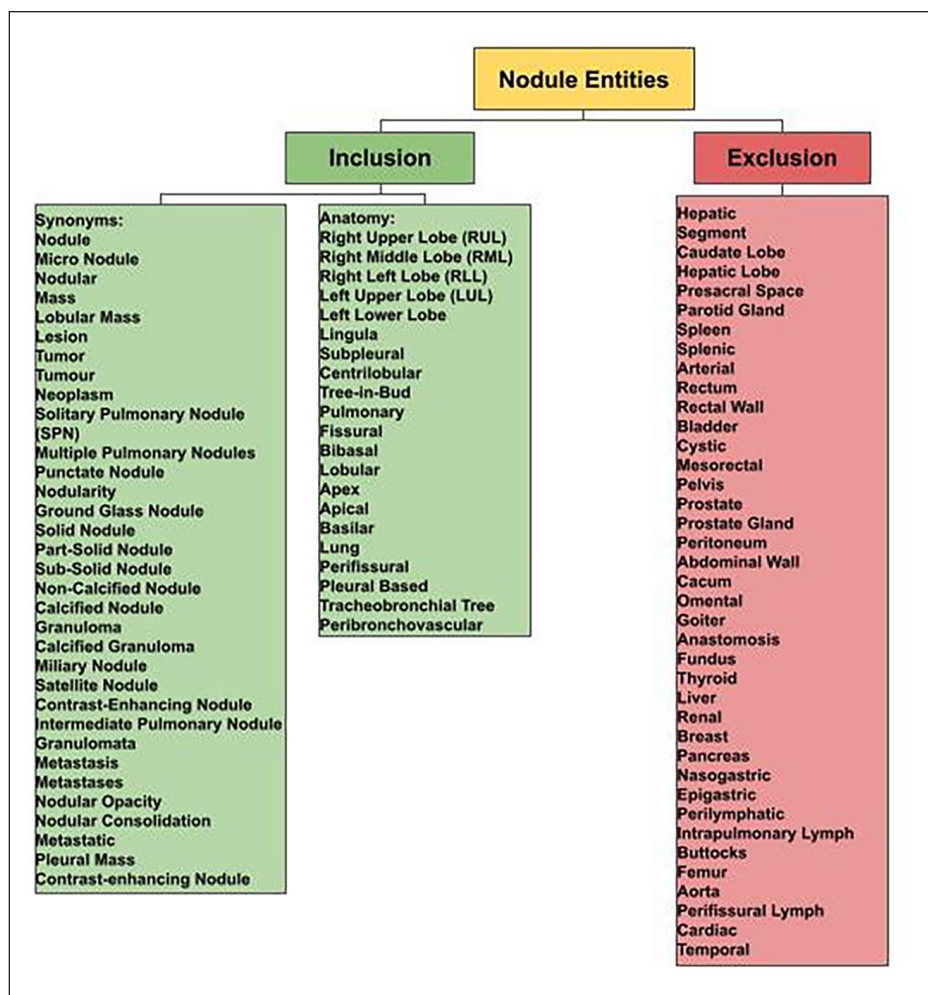 Nodule Entities
Inclusion
Exclusion
Synonyms:
Nodule
Micro Nodule
Nodular
Mass
Lobular Mass
Lesion
Tumor
Tumour
Neoplasm
Solitary Pulmonary Nodule
(SPN)
Multiple Pulmonary Nodules
Punctate Nodule
Nodularity
Ground Glass Nodule
Solid Nodule
Part-Solid Nodule
Sub-Solid Nodule
Non-Calcified Nodule
Calcified Nodule
Granuloma
Calcified Granuloma
Miliary Nodule
Satellite Nodule
Contrast-Enhancing Nodule
Intermediate Pulmonary Nodule
Granulomata
Metastasis
Metastases
Nodular Opacity
Nodular Consolidation
Metastatic
Pleural Mass
Contrast-enhancing Nodule
Anatomy:
Right Upper Lobe (RUL)
Right Middle Lobe (RML)
Right Left Lobe (RLL)
Left Upper Lobe (LUL)
Left Lower Lobe
Lingula
Subpleural
Centrilobular
Tree-in-Bud
Pulmonary
Fissural
Bibasal
Lobular
Apex
Apical
Basilar
Lung
Perifissural
Pleural Based
Tracheobronchial Tree
Peribronchovascular
Hepatic
Segment
Caudate Lobe
Hepatic Lobe
Presacral Space
Parotid Gland
Spleen
Splenic
Arterial
Rectum
Rectal Wall
Bladder
Cystic
Mesorectal
Pelvis
Prostate
Prostate Gland
Peritoneum
Abdominal Wall
Cacum
Omental
Goiter
Anastomosis
Fundus
Thyroid
Liver
Renal
Breast
Pancreas
Nasogastric
Epigastric
Perilymphatic
Intrapulmonary Lymph
Buttocks
Femur
Aorta
Perifissural Lymph
Cardiac
Temporal